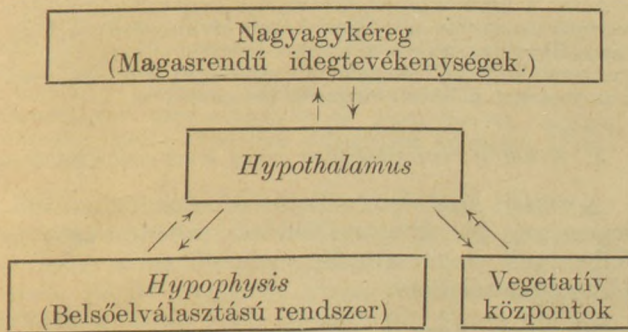 Nagyagykéreg
(Magasrendű idegtevékenységek.)
Hypothalamus
Hypophysis
(Belsőelválasztású rendszer)
Vegetatív
központok